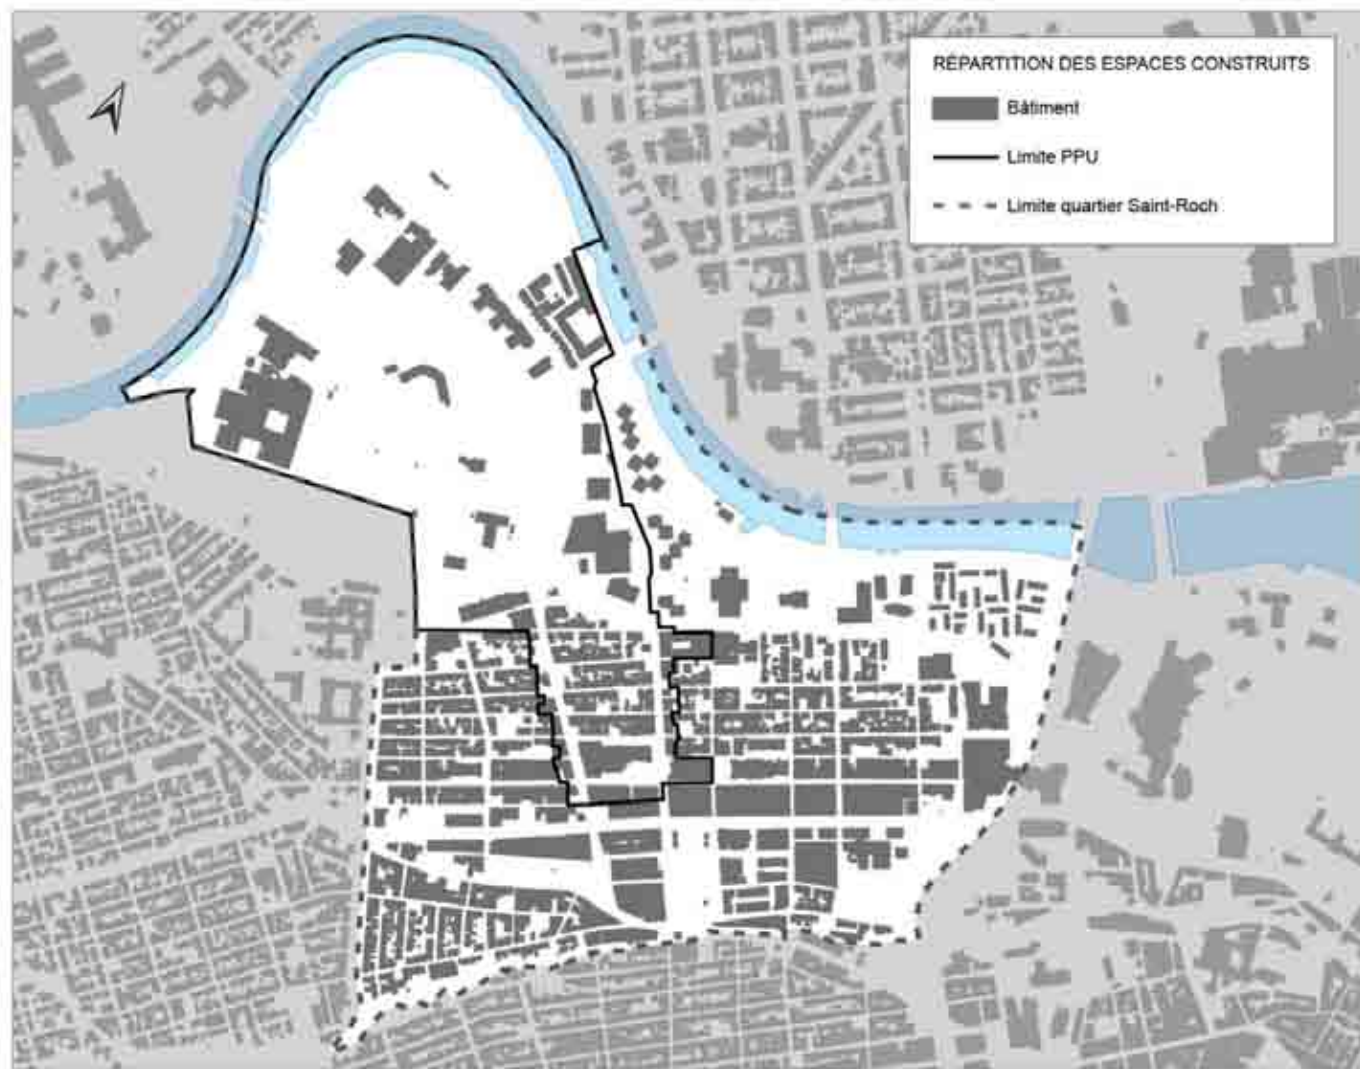 RÉPARTITION DES ESPACES CONSTRUITS
Bâtiment
Limite PPU
Limite quartier Saint-Roch